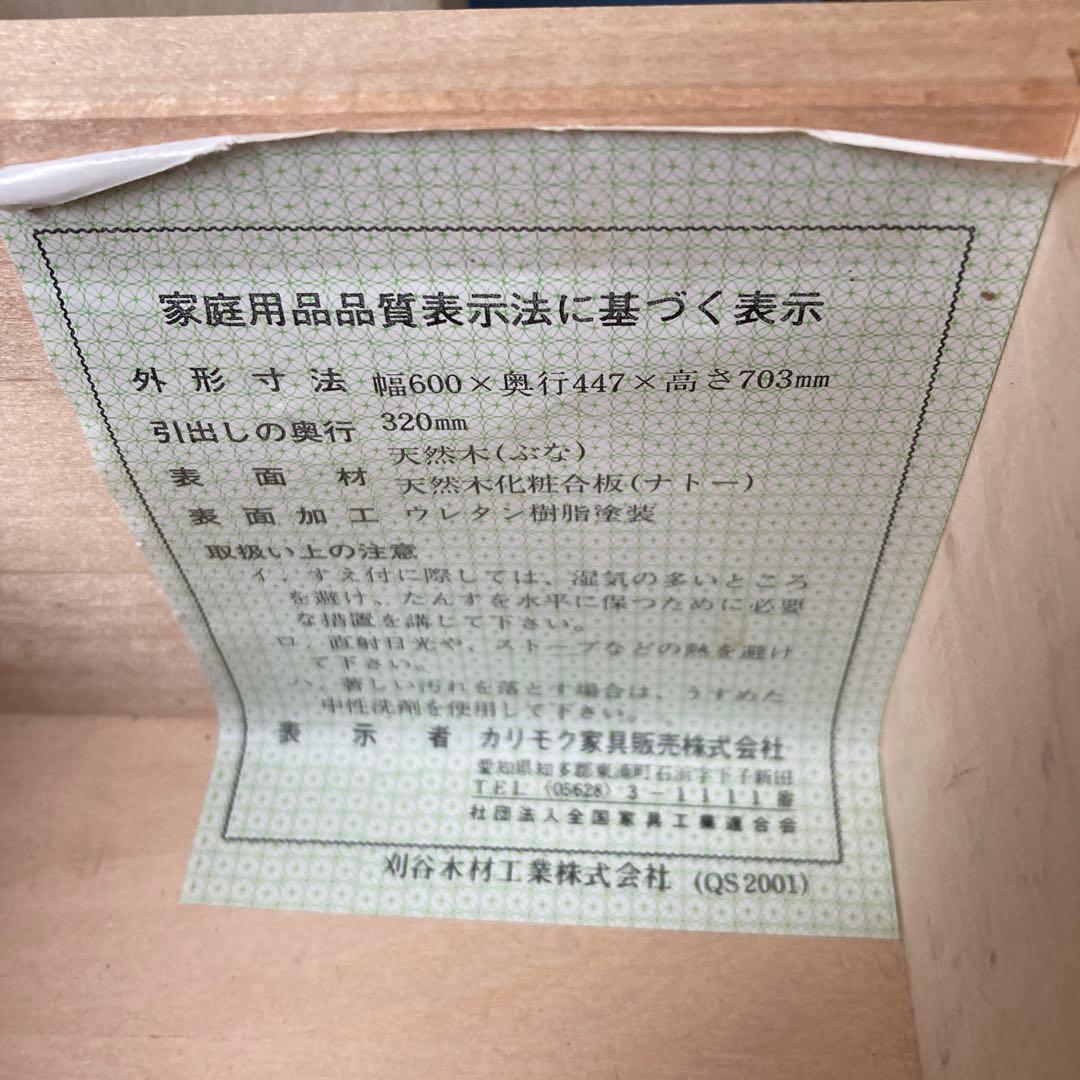 家庭用品品質表示法に基づく表示
外形寸法 幅600×奥行447×高さ703mm
引出しの奥行 320mm
表面材 天然木(ぶな)
天然木化粧合板(ナトー)
表面加工 ウレタン樹脂塗装
取扱い上の注意
イ、すえ付に際しては、湿気の多いところ
を避け、たんすを水平に保つために必要
な措置を講じて下さい。
ロ、直射日光や、ストーブなどの熱を避け
て下さい。
ハ、著しい汚れを落とす場合は、うすめた
中性洗剤を使用して下さい。
表示者 カリモク家具販売株式会社
愛知県知多郡東浦町石浜字下子新田
TEL (05628) 3-1111番
社団法人全国家具工業連合会
刈谷木材工業株式会社 (QS2001)